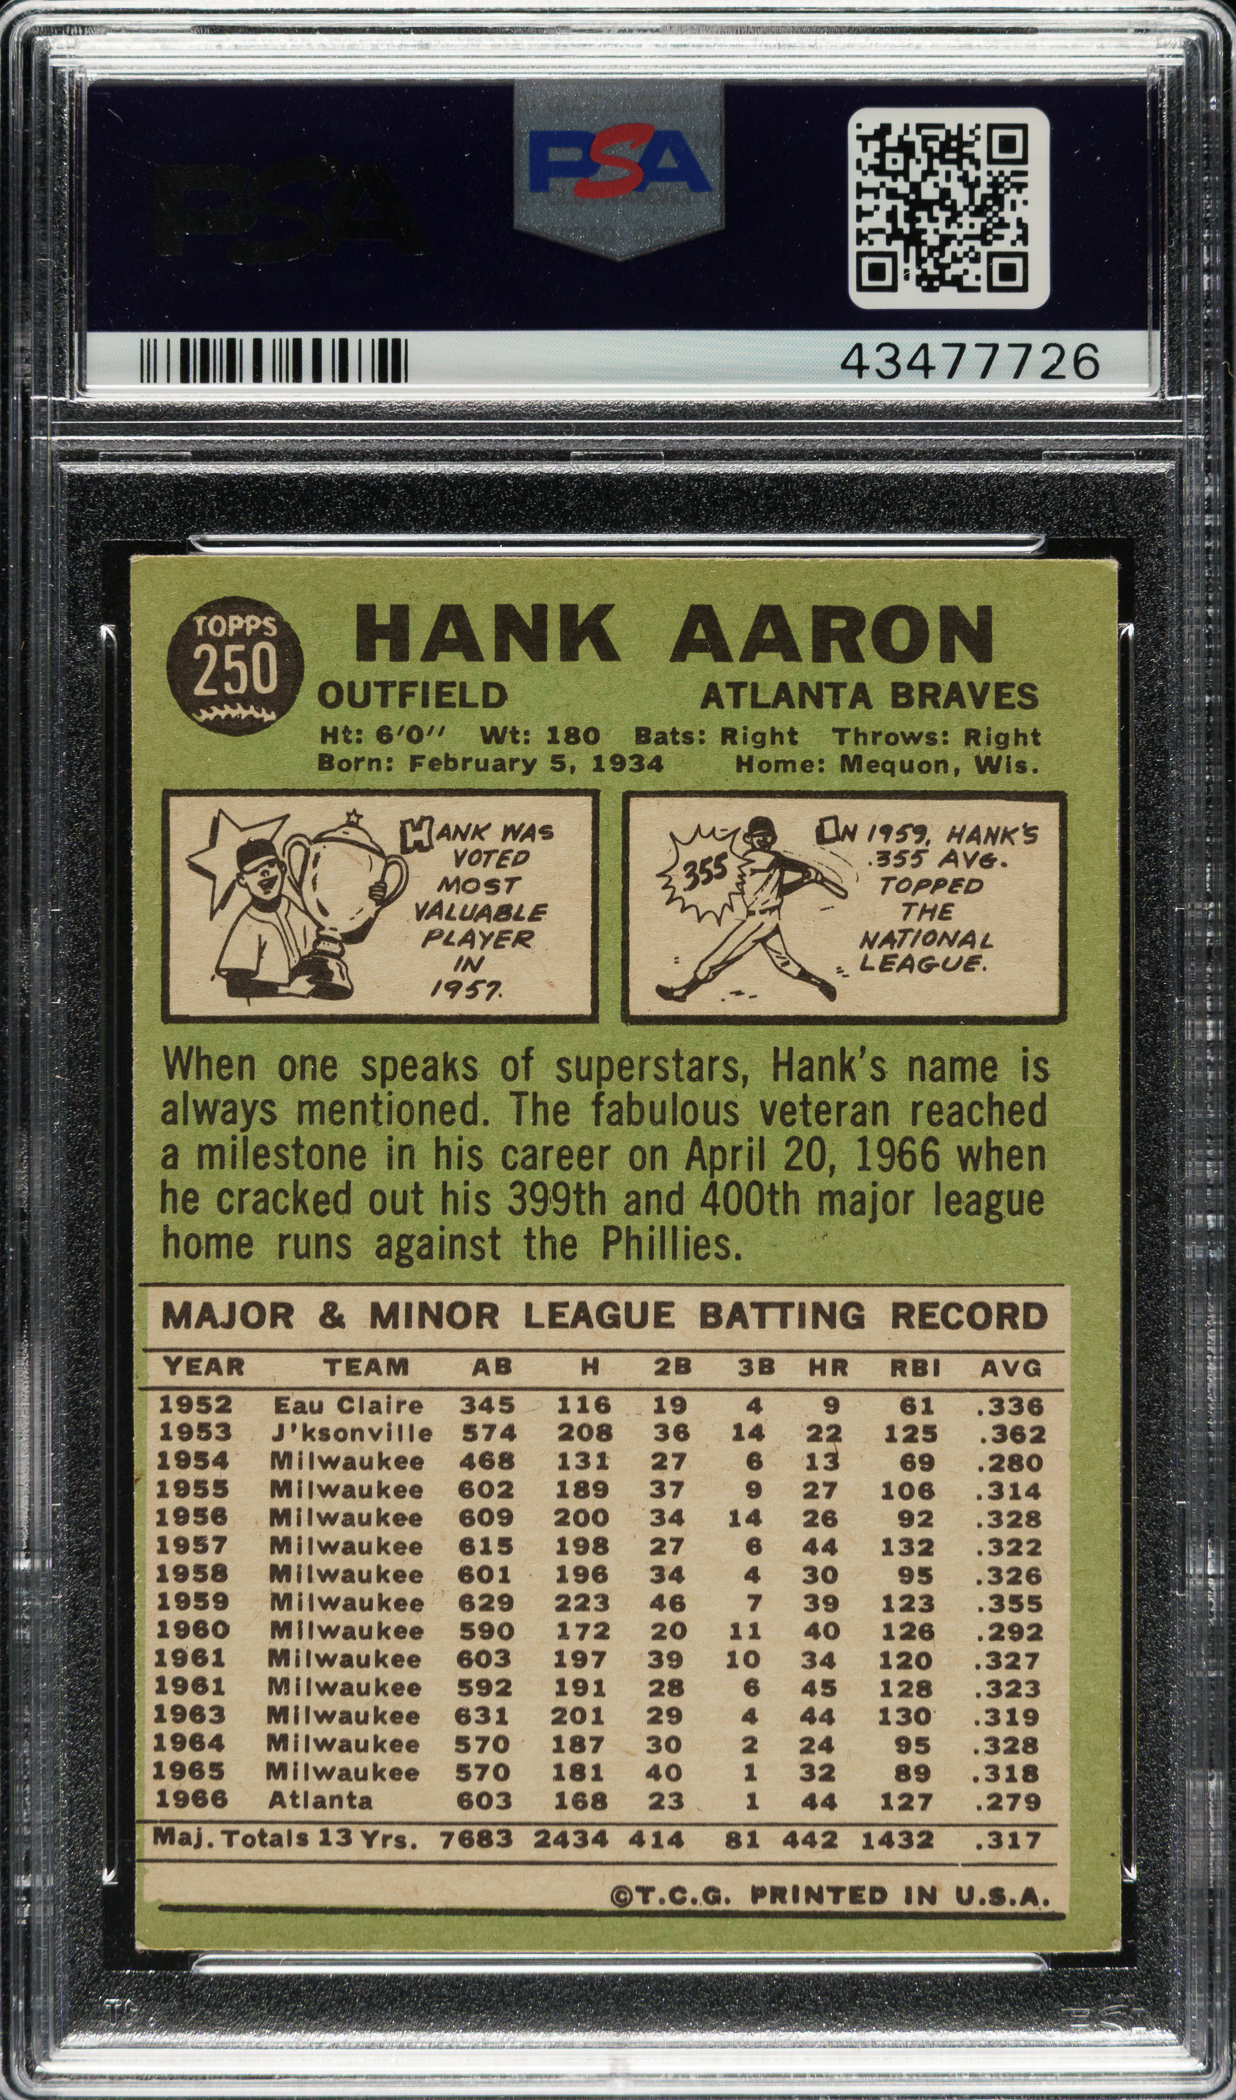 PSA
PSA
43477726
TOPPS
250
HANK AARON
OUTFIELD ATLANTA BRAVES
Ht: 6'0" Wt: 180 Bats: Right Throws: Right
Born: February 5, 1934 Home: Mequon, Wis.
HANK WAS
VOTED
MOST
VALUABLE
PLAYER
IN
1957.
355
IN 1959, HANK'S
.355 AVG.
TOPPED
THE
NATIONAL
LEAGUE.
When one speaks of superstars, Hank's name is
always mentioned. The fabulous veteran reached
a milestone in his career on April 20, 1966 when
he cracked out his 399th and 400th major league
home runs against the Phillies.
MAJOR & MINOR LEAGUE BATTING RECORD
YEAR TEAM AB H 2B 3B HR RBI AVG
1952 Eau Claire 345 116 19 4 9 61 .336
1953 J'ksonville 574 208 36 14 22 125 .362
1954 Milwaukee 468 131 27 6 13 69 .280
1955 Milwaukee 602 189 37 9 27 106 .314
1956 Milwaukee 609 200 34 14 26 92 .328
1957 Milwaukee 615 198 27 6 44 132 .322
1958 Milwaukee 601 196 34 4 30 95 .326
1959 Milwaukee 629 223 46 7 39 123 .355
1960 Milwaukee 590 172 20 11 40 126 .292
1961 Milwaukee 603 197 39 10 34 120 .327
1961 Milwaukee 592 191 28 6 45 128 .323
1963 Milwaukee 631 201 29 4 44 130 .319
1964 Milwaukee 570 187 30 2 24 95 .328
1965 Milwaukee 570 181 40 1 32 89 .318
1966 Atlanta 603 168 23 1 44 127 .279
Maj. Totals 13 Yrs. 7683 2434 414 81 442 1432 .317
©T.C.G. PRINTED IN U.S.A.